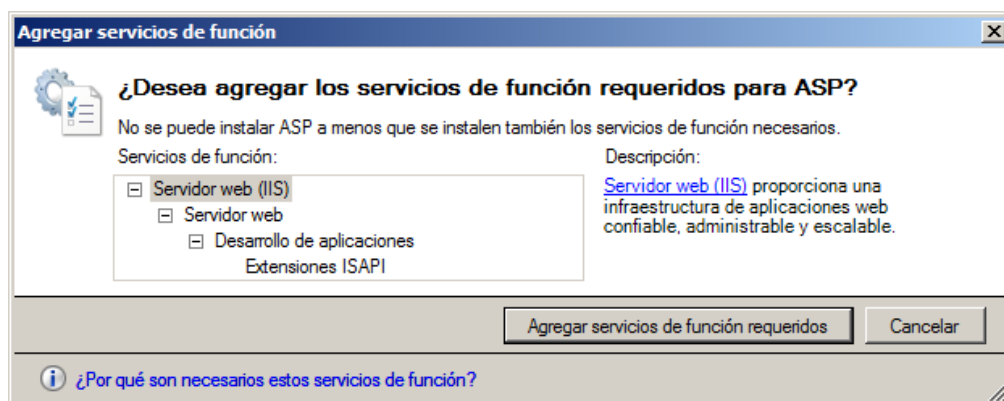 Agregar servicios de función
¿Desea agregar los servicios de función requeridos para ASP?
No se puede instalar ASP a menos que se instalen también los servicios de función necesarios.
Servicios de función:
Servidor web (IIS)
Servidor web
Desarrollo de aplicaciones
Extensiones ISAPI
Descripción:
Servidor web (IIS) proporciona una
infraestructura de aplicaciones web
confiable, administrable y escalable.
Agregar servicios de función requeridos
Cancelar
¿Por qué son necesarios estos servicios de función?